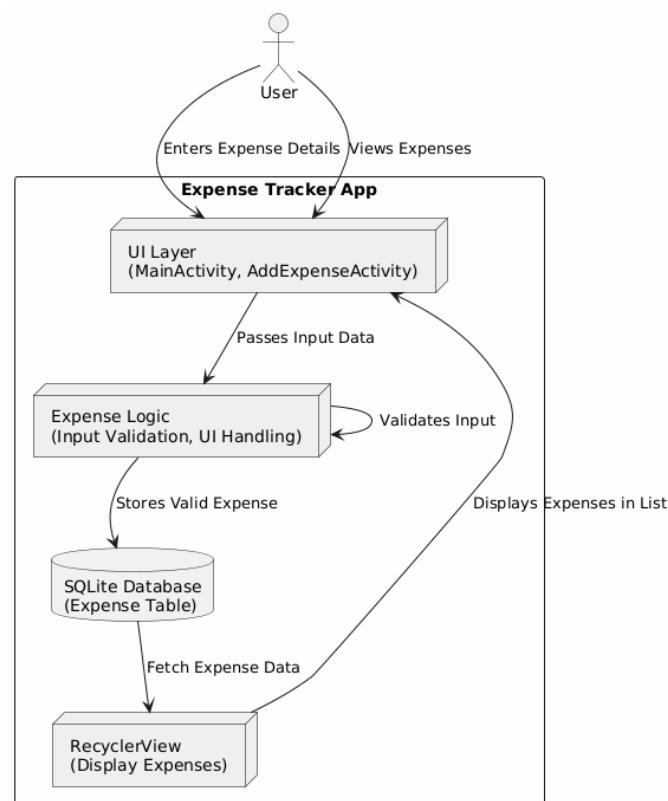 User
Enters Expense Details
Views Expenses
Expense Tracker App
UI Layer
(MainActivity, AddExpenseActivity)
Passes Input Data
Expense Logic
(Input Validation, UI Handling)
Validates Input
Stores Valid Expense
Displays Expenses in List
SQLite Database
(Expense Table)
Fetch Expense Data
RecyclerView
(Display Expenses)